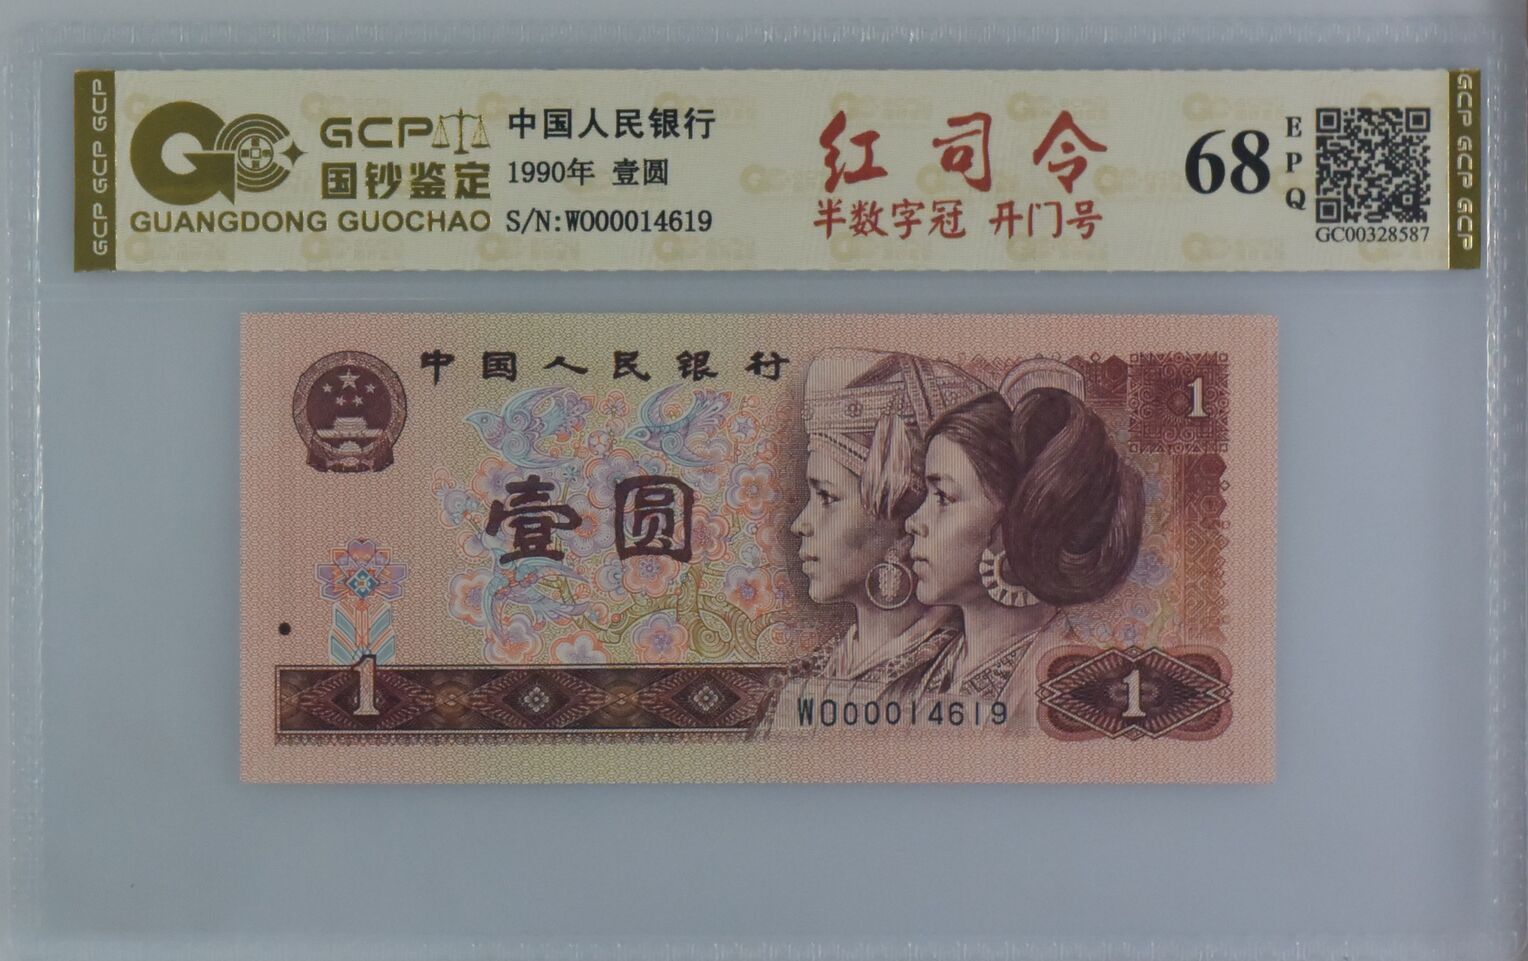 GCP GCP GCP
GCP
国钞鉴定
GUANGDONG GUOCHAO
中国人民银行
1990年 壹圆
S/N:W000014619
红司令
半数字冠 开门号
68
EPQ
GC00328587
GCP GCP GCP
中国人民银行
1
壹圆
1
W000014619
1